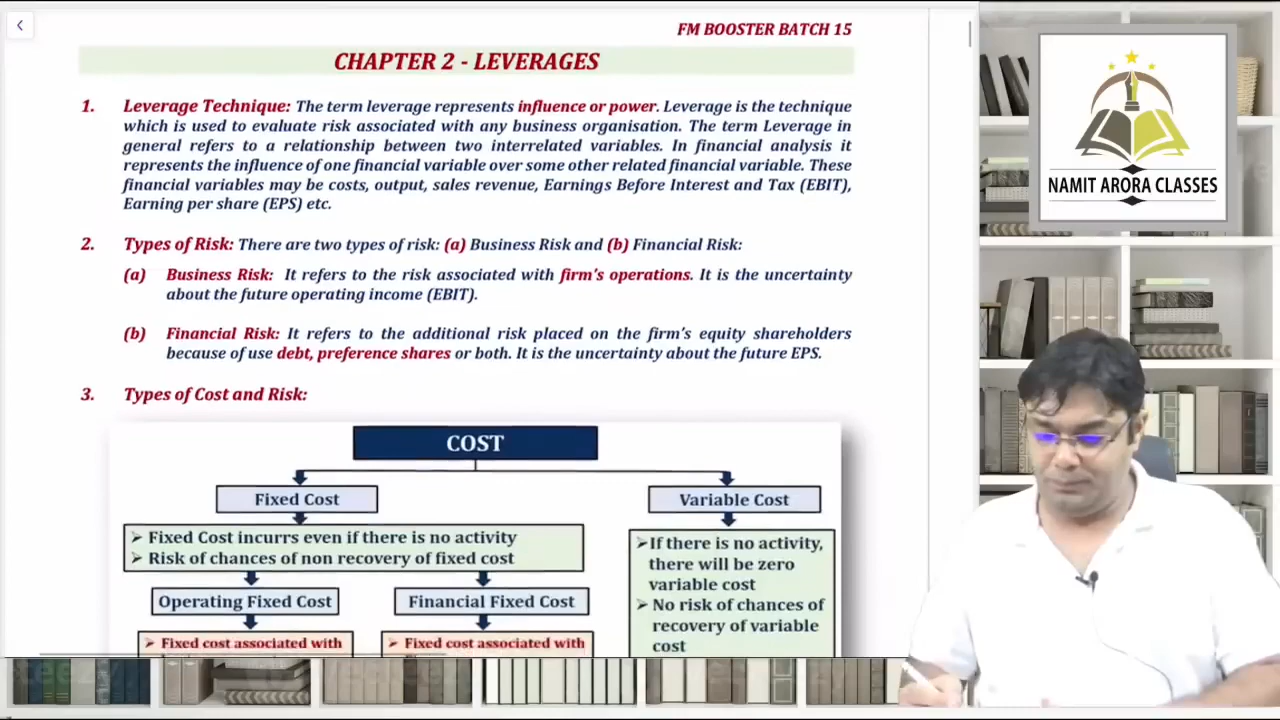 FM BOOSTER BATCH 15
CHAPTER 2 - LEVERAGES
1. Leverage Technique: The term leverage represents influence or power. Leverage is the technique
which is used to evaluate risk associated with any business organisation. The term Leverage in
general refers to a relationship between two interrelated variables. In financial analysis it
represents the influence of one financial variable over some other related financial variable. These
financial variables may be costs, output, sales revenue, Earnings Before Interest and Tax (EBIT),
Earning per share (EPS) etc.
2. Types of Risk: There are two types of risk: (a) Business Risk and (b) Financial Risk:
(a) Business Risk: It refers to the risk associated with firm's operations. It is the uncertainty
about the future operating income (EBIT).
(b) Financial Risk: It refers to the additional risk placed on the firm's equity shareholders
because of use debt, preference shares or both. It is the uncertainty about the future EPS.
3. Types of Cost and Risk:
COST
Fixed Cost
➢ Fixed Cost incurrs even if there is no activity
➢ Risk of chances of non recovery of fixed cost
Operating Fixed Cost
➢ Fixed cost associated with
Financial Fixed Cost
➢ Fixed cost associated with
Variable Cost
➢If there is no activity,
there will be zero
variable cost
➢ No risk of chances of
recovery of variable
cost
NAMIT ARORA CLASSES